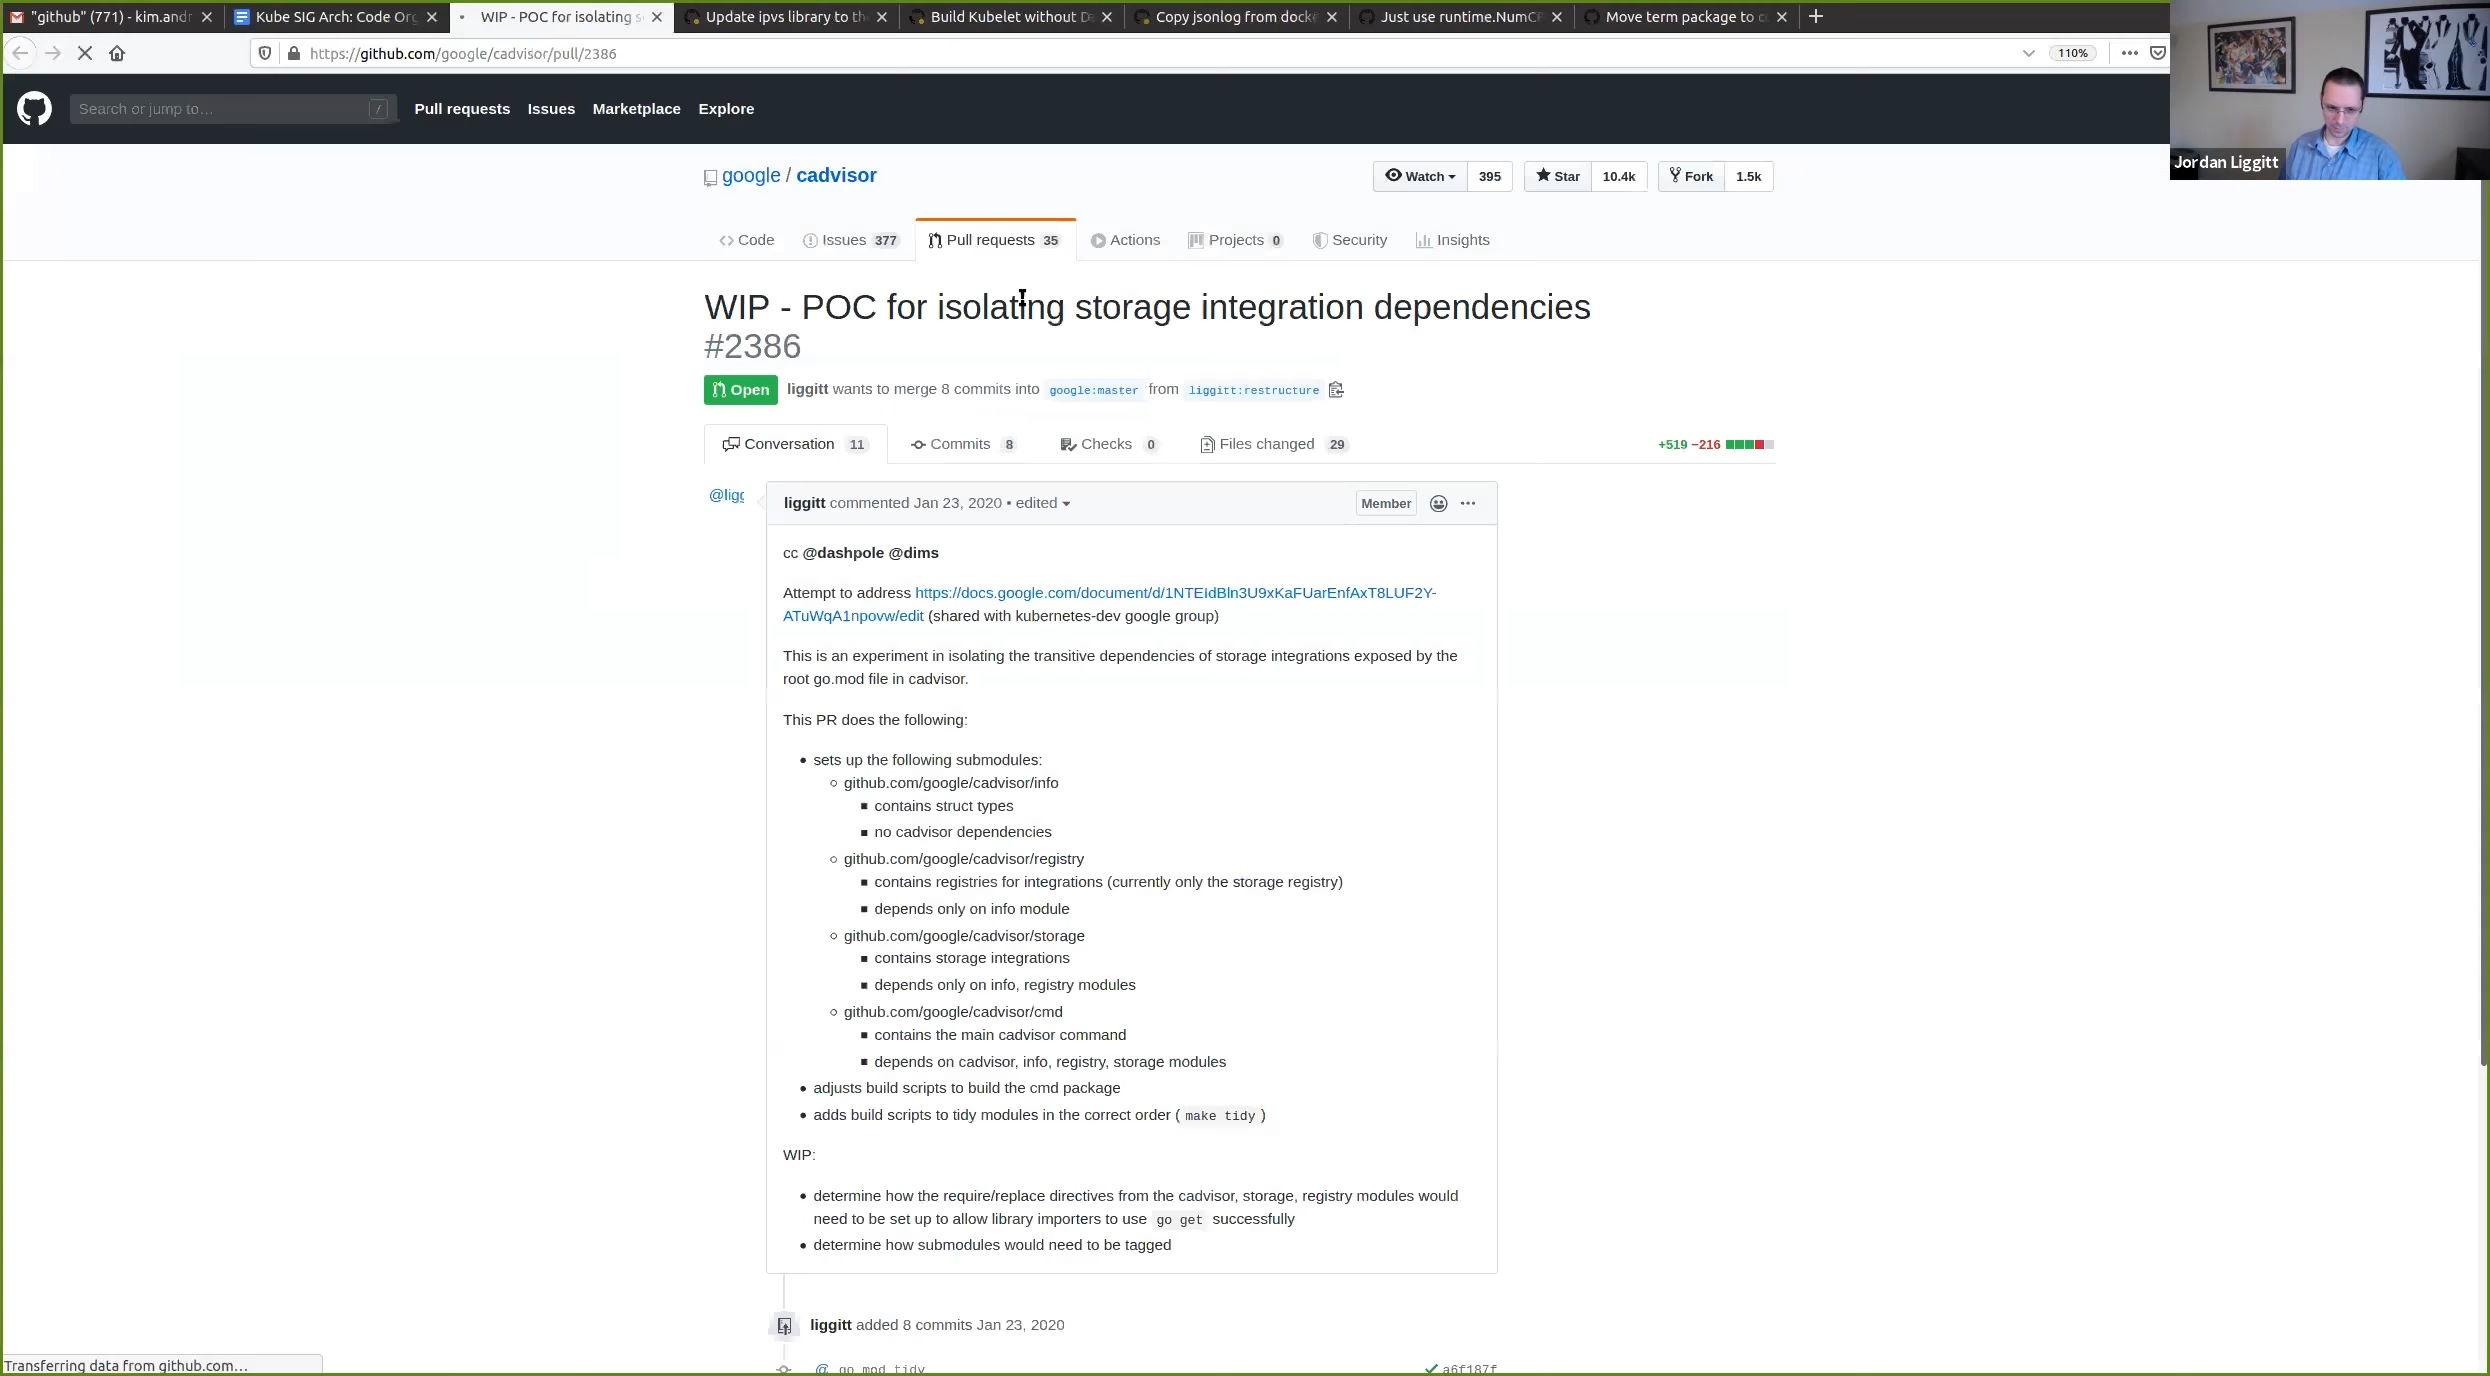 "github" (771) - kim.andr
Kube SIG Arch: Code Org
WIP - POC for isolating s
Update ipvs library to th
Build Kubelet without D
Copy jsonlog from dock
Just use runtime.NumCP
Move term package to c
https://github.com/google/cadvisor/pull/2386
110%
Search or jump to…
/
Pull requests
Issues
Marketplace
Explore
Jordan Liggitt
google / cadvisor
Watch 395
Star 10.4k
Fork 1.5k
Code
Issues 377
Pull requests 35
Actions
Projects 0
Security
Insights
WIP - POC for isolating storage integration dependencies
#2386
Open liggitt wants to merge 8 commits into google:master from liggitt:restructure
Conversation 11
Commits 8
Checks 0
Files changed 29
+519 −216
@ligg
liggitt commented Jan 23, 2020 • edited
Member
cc @dashpole @dims
Attempt to address https://docs.google.com/document/d/1NTEIdBln3U9xKaFUarEnfAxT8LUF2Y-
ATuWqA1npovw/edit (shared with kubernetes-dev google group)
This is an experiment in isolating the transitive dependencies of storage integrations exposed by the
root go.mod file in cadvisor.
This PR does the following:
• sets up the following submodules:
github.com/google/cadvisor/info
contains struct types
no cadvisor dependencies
github.com/google/cadvisor/registry
contains registries for integrations (currently only the storage registry)
depends only on info module
github.com/google/cadvisor/storage
contains storage integrations
depends only on info, registry modules
github.com/google/cadvisor/cmd
contains the main cadvisor command
depends on cadvisor, info, registry, storage modules
• adjusts build scripts to build the cmd package
• adds build scripts to tidy modules in the correct order ( make tidy )
WIP:
• determine how the require/replace directives from the cadvisor, storage, registry modules would
need to be set up to allow library importers to use go get successfully
• determine how submodules would need to be tagged
liggitt added 8 commits Jan 23, 2020
@ go mod tidy
a6f187f
Transferring data from github.com…